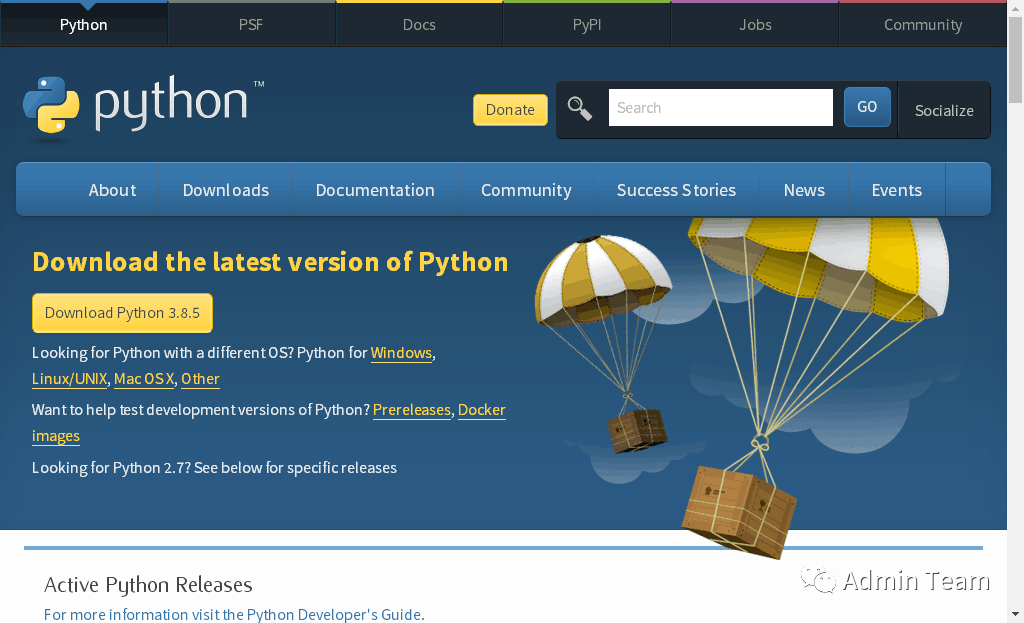 Python PSF Docs PyPI Jobs Community
python™
Donate Search GO Socialize
About Downloads Documentation Community Success Stories News Events
Download the latest version of Python
Download Python 3.8.5
Looking for Python with a different OS? Python for Windows,
Linux/UNIX, Mac OS X, Other
Want to help test development versions of Python? Prereleases, Docker
images
Looking for Python 2.7? See below for specific releases
Active Python Releases
For more information visit the Python Developer's Guide.
Admin Team